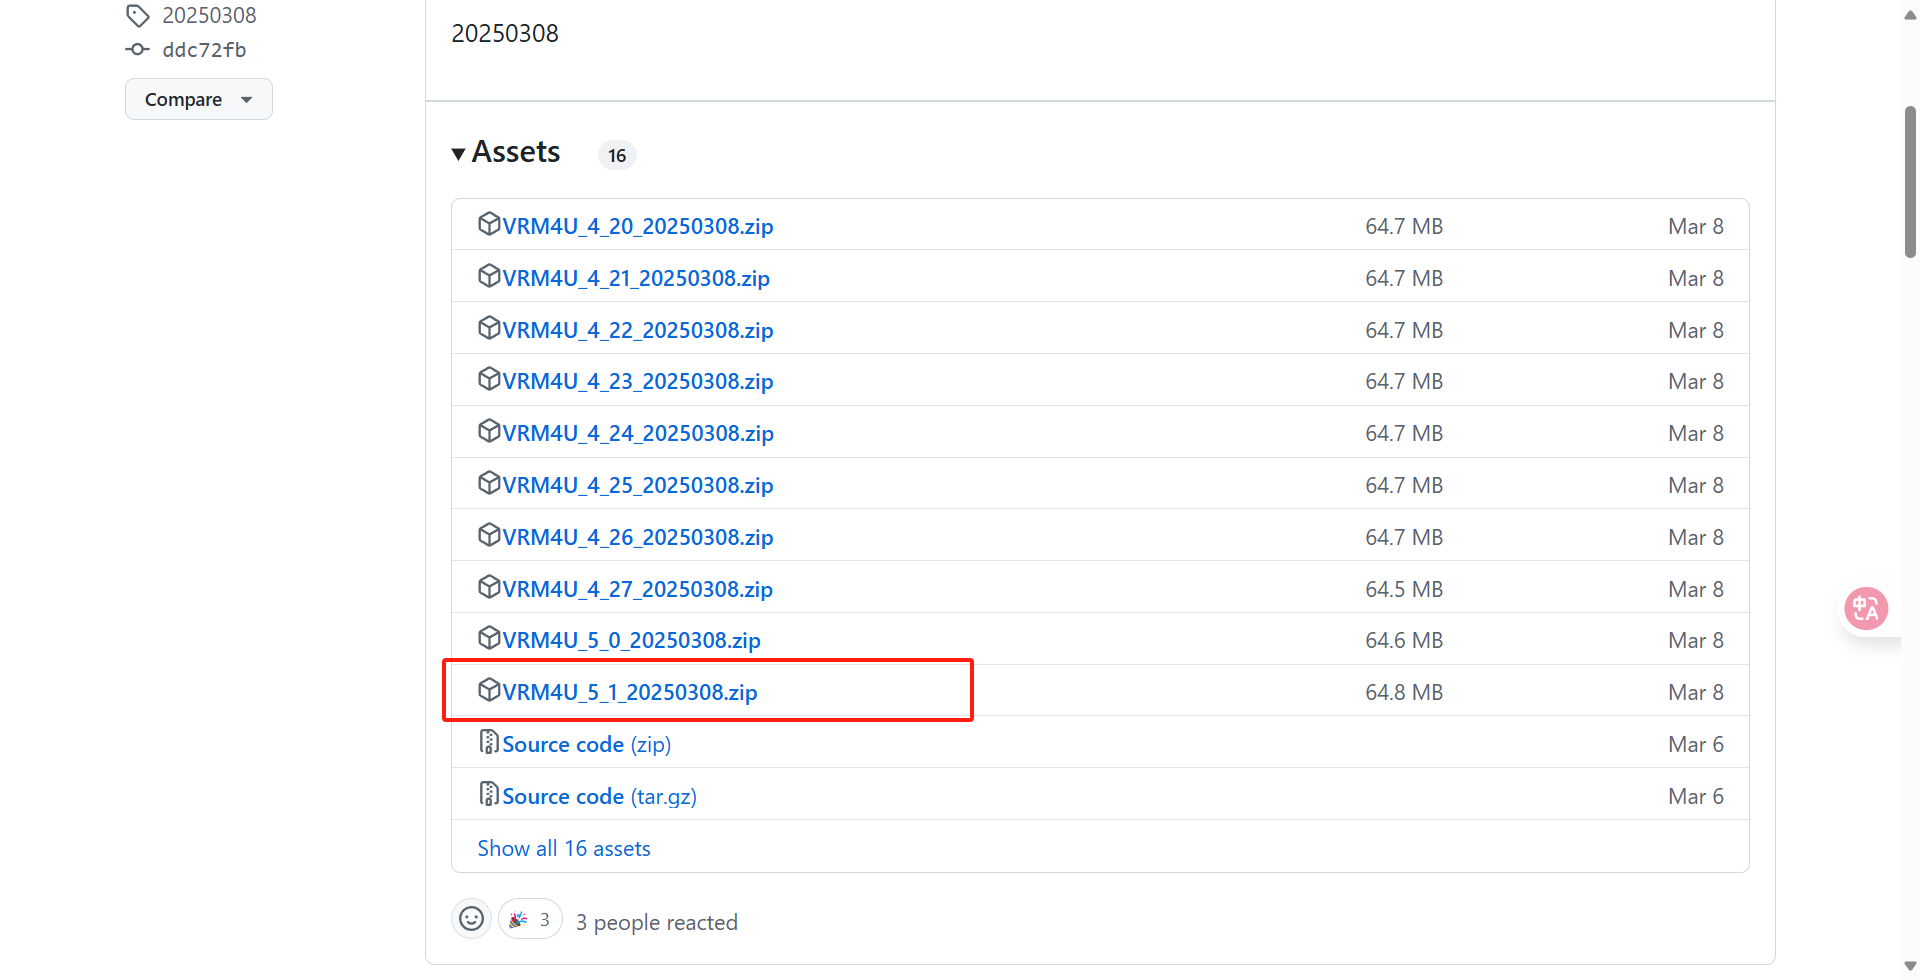 20250308
ddc72fb
Compare
20250308
Assets 16
VRM4U_4_20_20250308.zip 64.7 MB Mar 8
VRM4U_4_21_20250308.zip 64.7 MB Mar 8
VRM4U_4_22_20250308.zip 64.7 MB Mar 8
VRM4U_4_23_20250308.zip 64.7 MB Mar 8
VRM4U_4_24_20250308.zip 64.7 MB Mar 8
VRM4U_4_25_20250308.zip 64.7 MB Mar 8
VRM4U_4_26_20250308.zip 64.7 MB Mar 8
VRM4U_4_27_20250308.zip 64.5 MB Mar 8
VRM4U_5_0_20250308.zip 64.6 MB Mar 8
VRM4U_5_1_20250308.zip 64.8 MB Mar 8
Source code (zip) Mar 6
Source code (tar.gz) Mar 6
Show all 16 assets
3 3 people reacted
中A